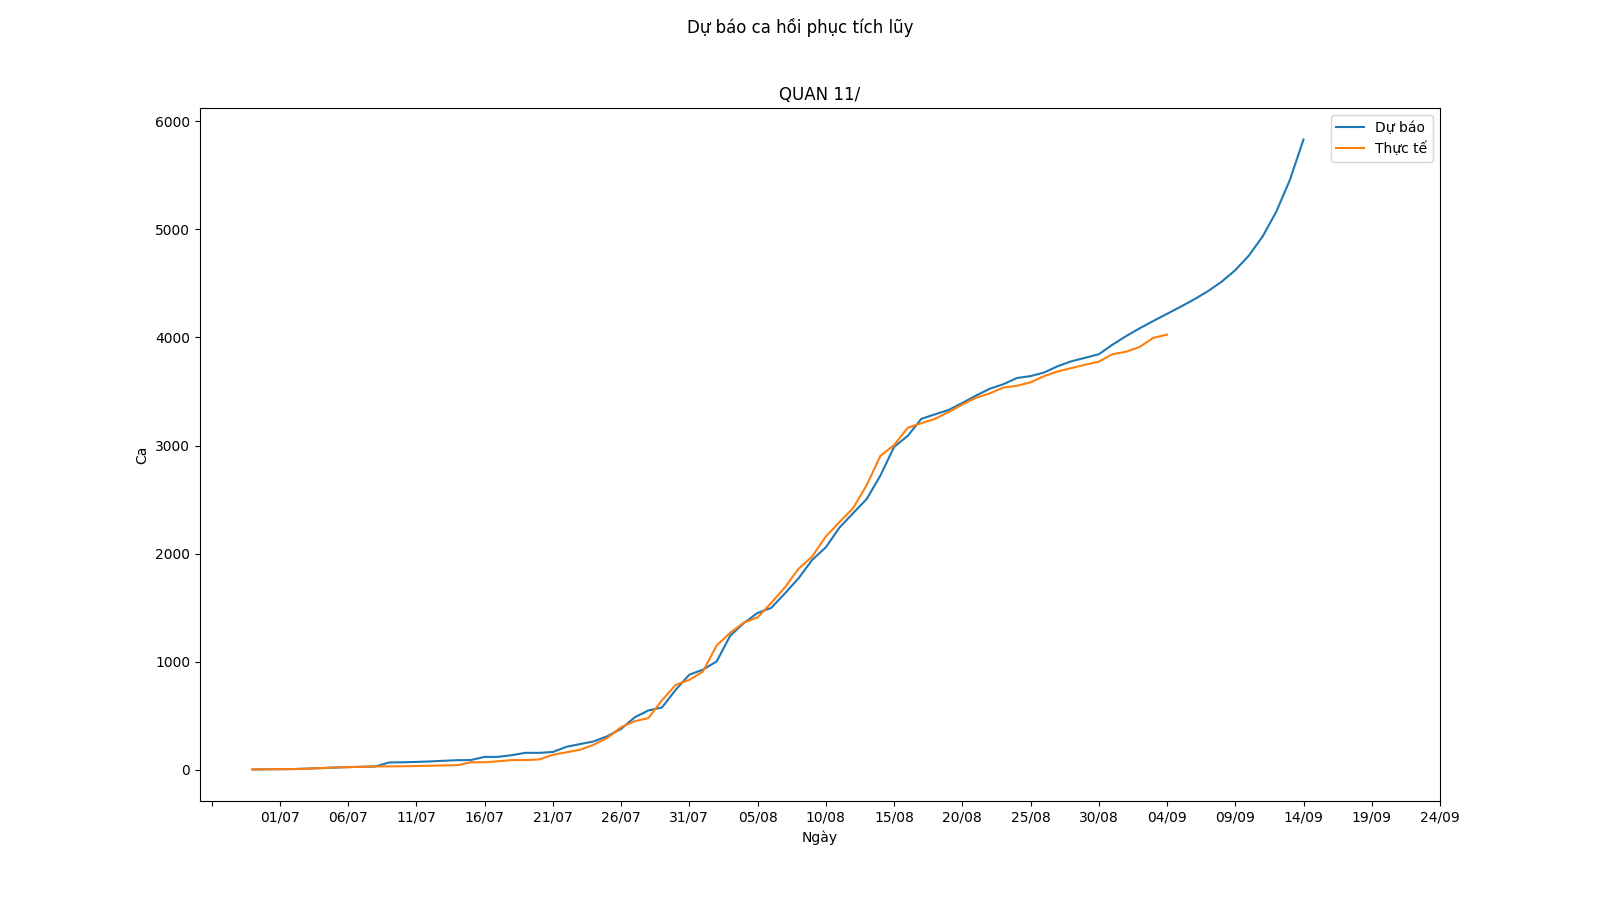 Dự báo ca hồi phục tích lũy
QUAN 11/
Dự báo
Thực tế
6000
5000
4000
3000
2000
1000
0
Ca
01/07 06/07 11/07 16/07 21/07 26/07 31/07 05/08 10/08 15/08 20/08 25/08 30/08 04/09 09/09 14/09 19/09 24/09
Ngày